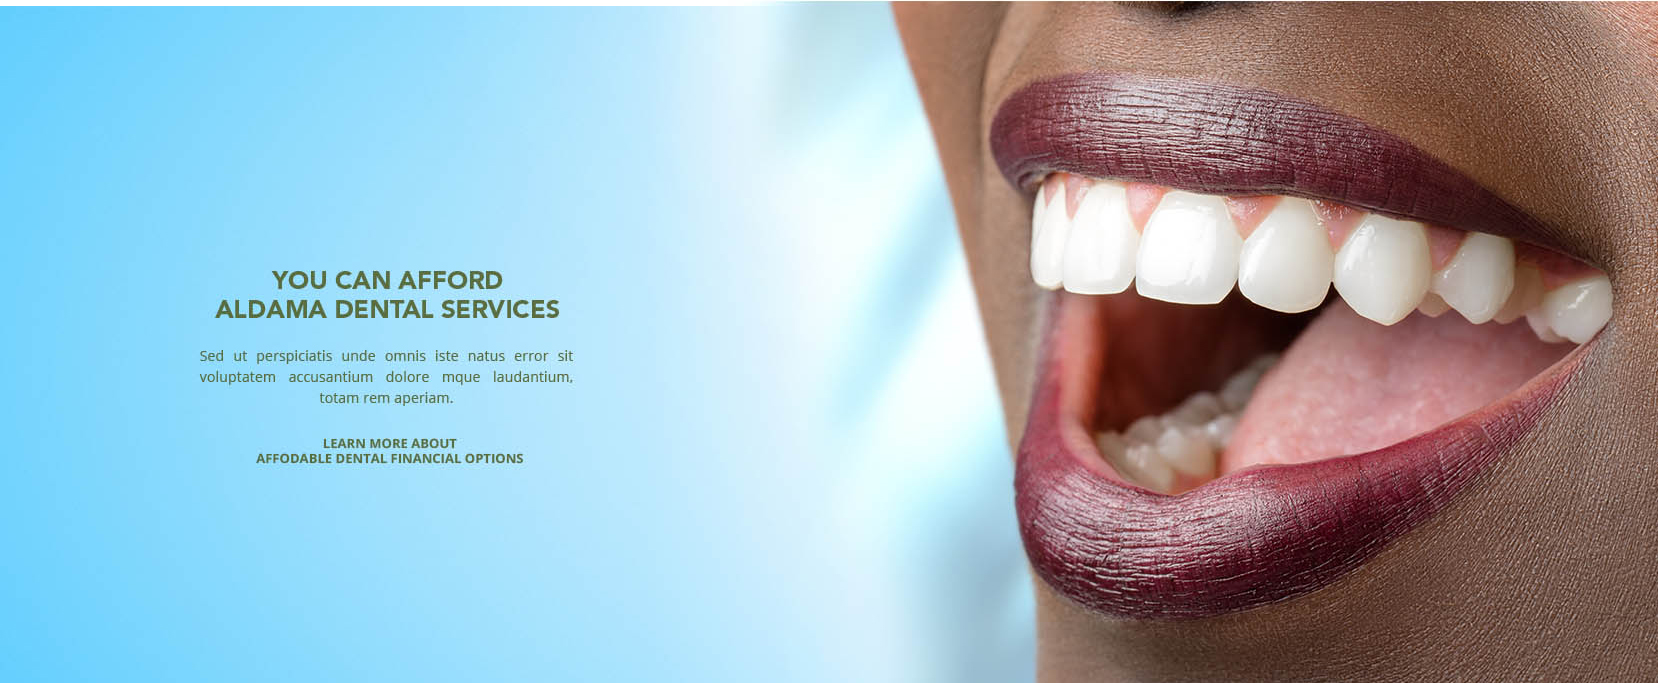 YOU CAN AFFORD
ALDAMA DENTAL SERVICES
Sed ut perspiciatis unde omnis iste natus error sit
voluptatem accusantium dolore mque laudantium,
totam rem aperiam.
LEARN MORE ABOUT
AFFODABLE DENTAL FINANCIAL OPTIONS